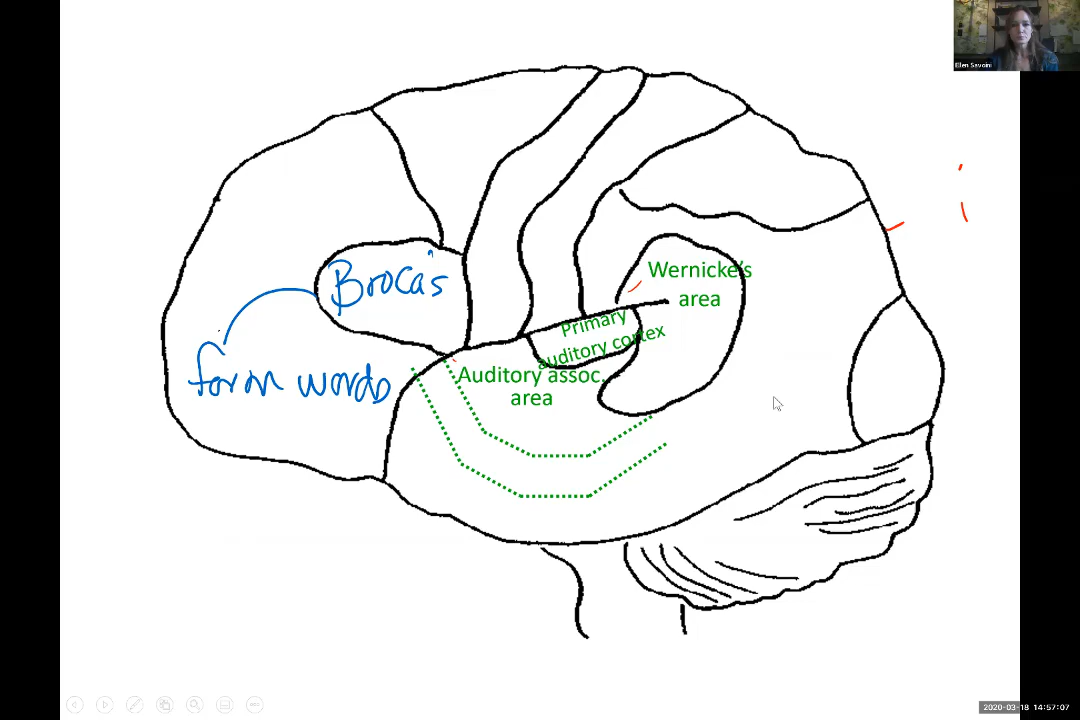 Ellen Savoini
Broca's
form words
Wernicke's
area
Primary
auditory cortex
Auditory assoc.
area
2020-03-18 14:57:07